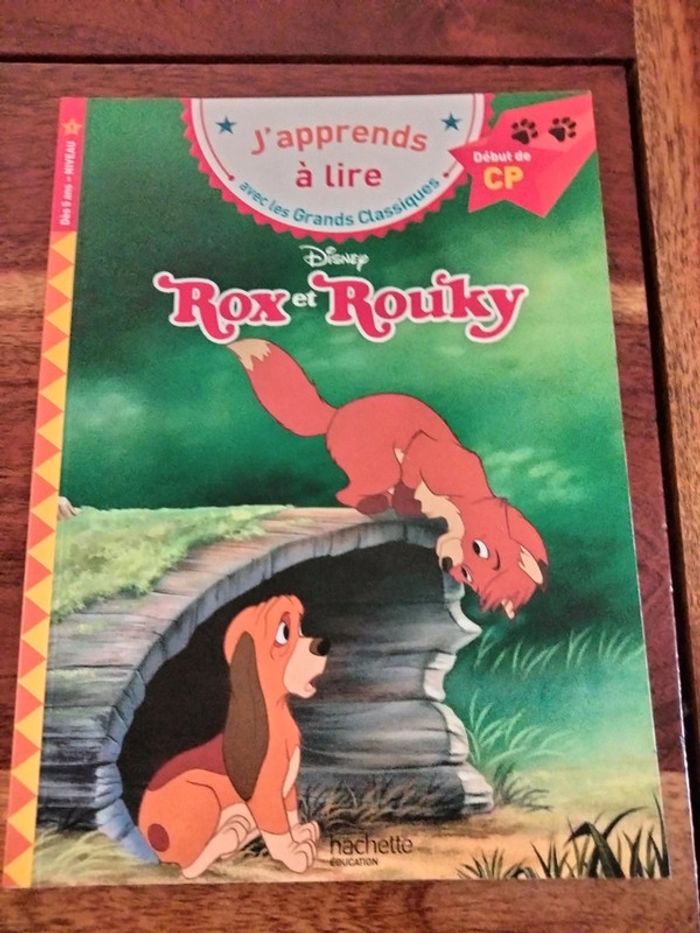 J'apprends
à lire
avec les Grands Classiques
Début de
CP
Dès 5 ans - NIVEAU 1
Disney
Rox et Rouky
hachette
ÉDUCATION